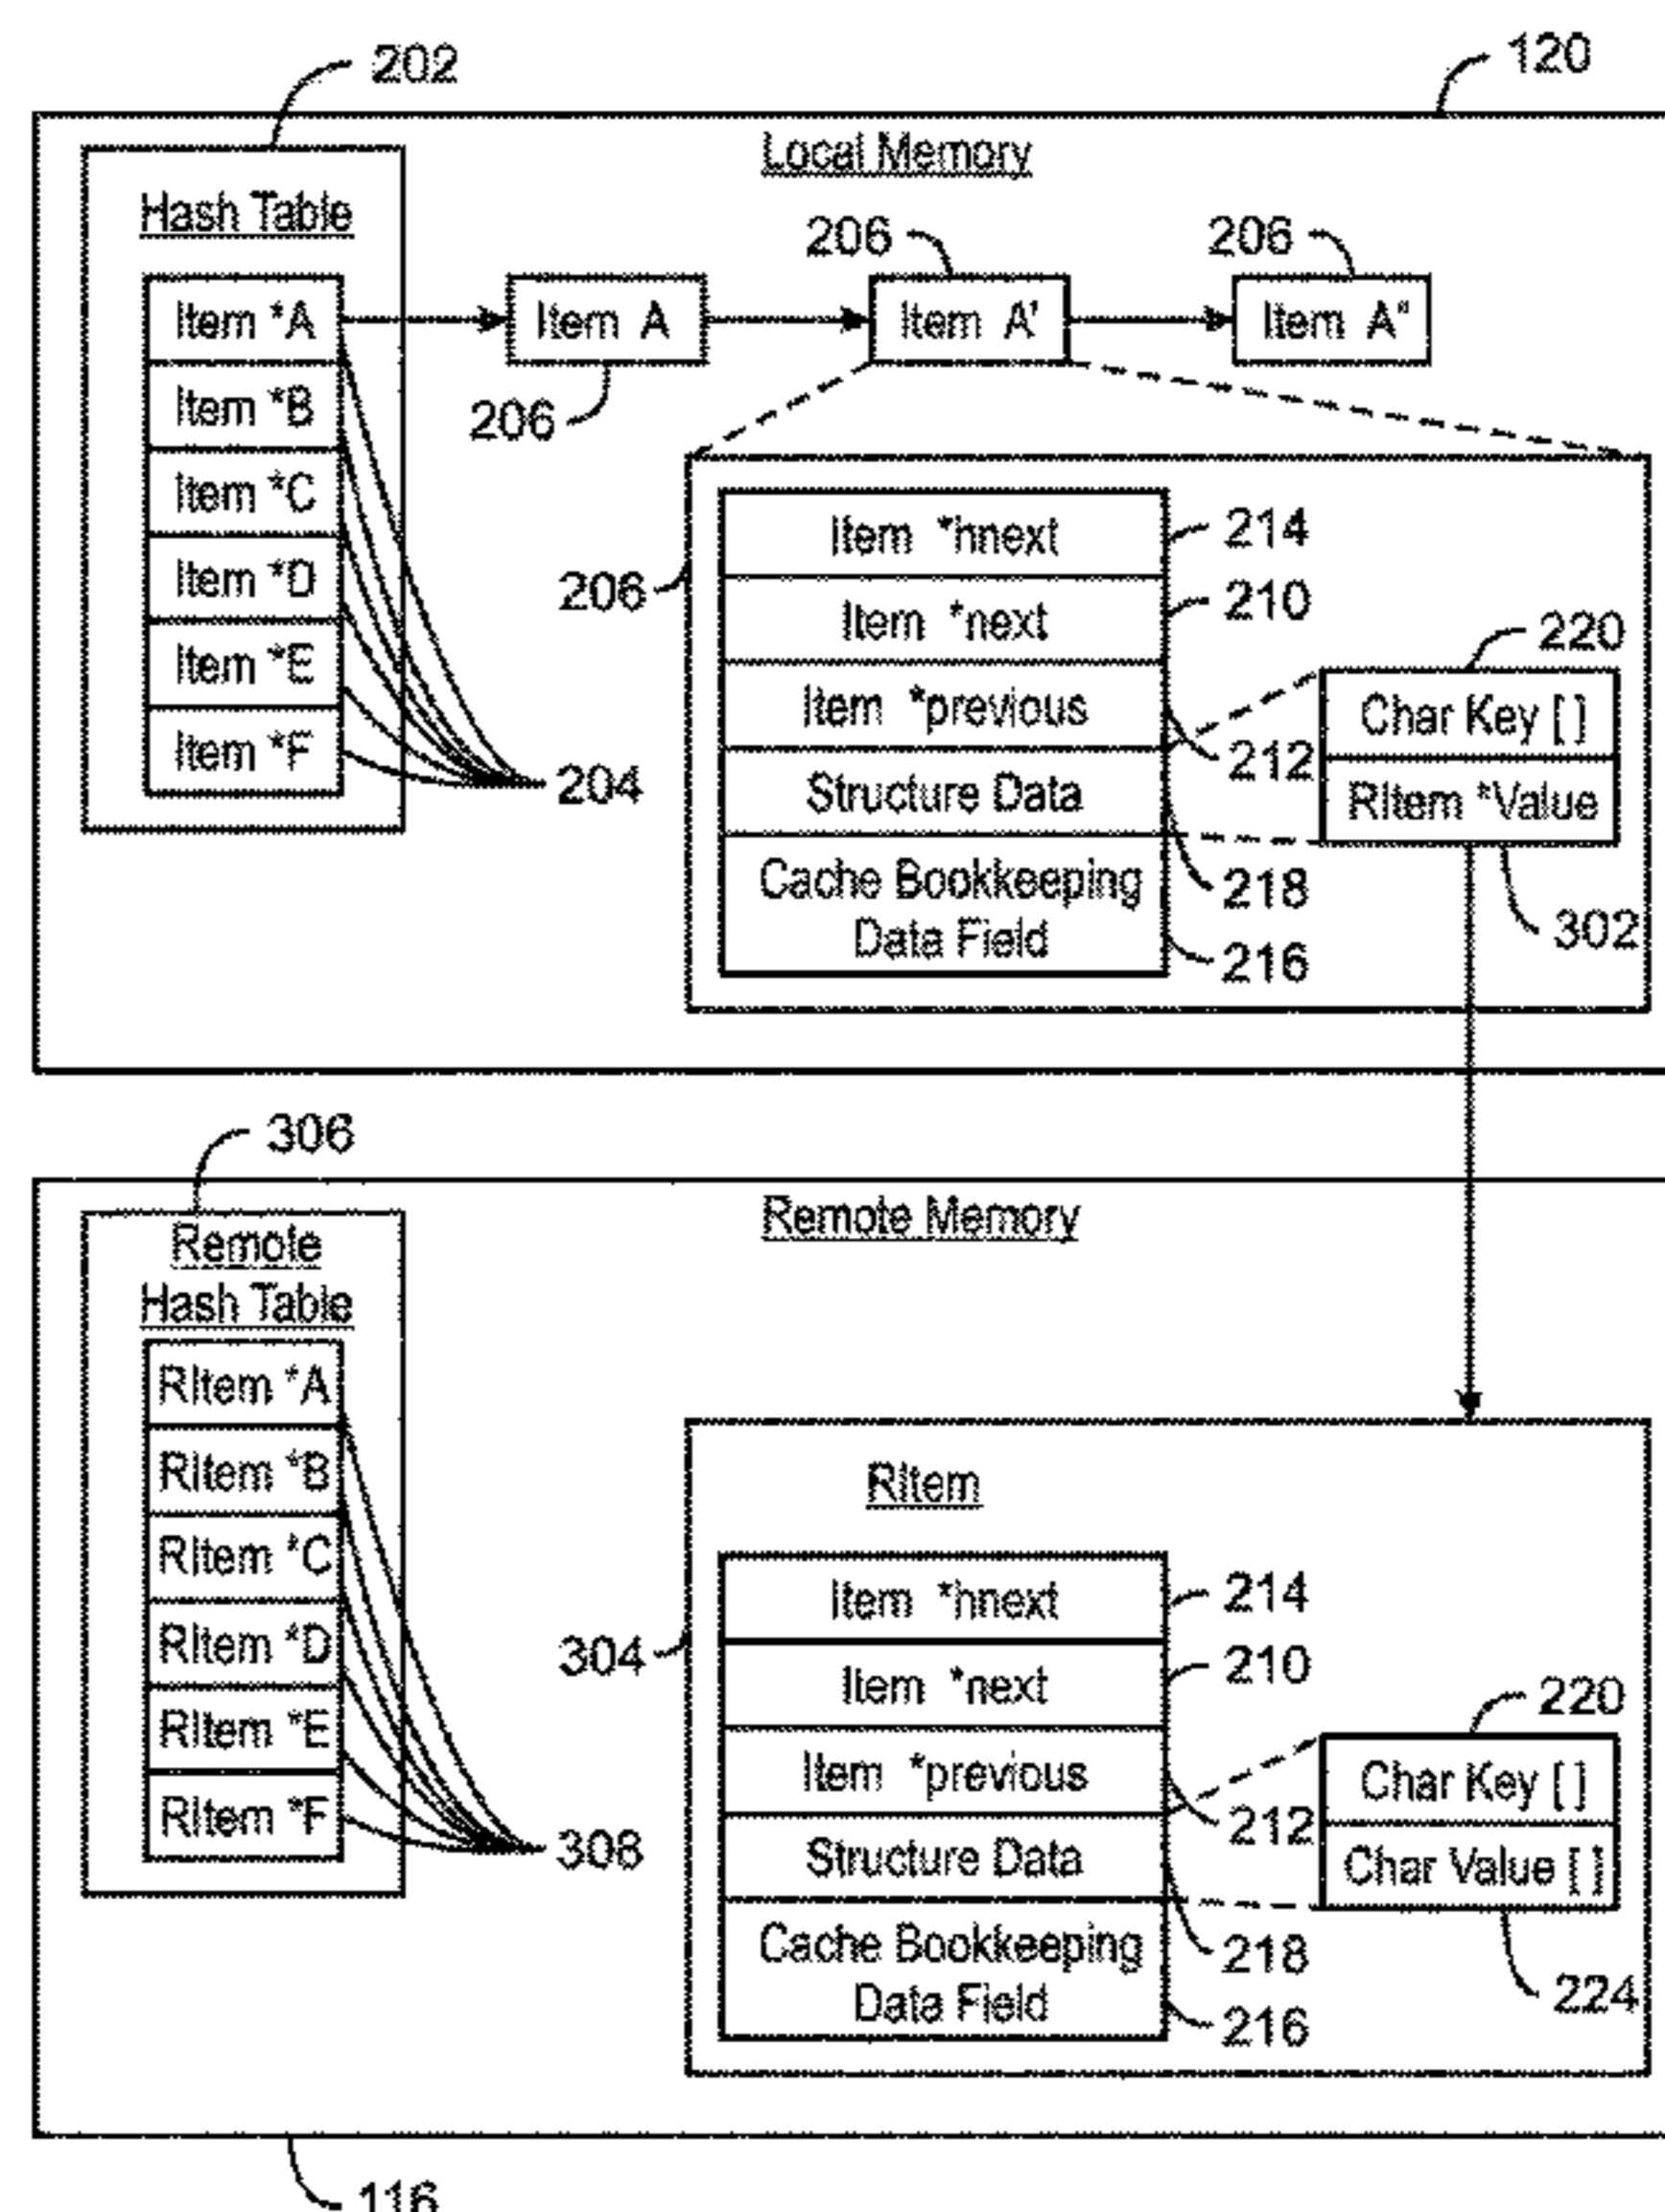 202
120
Local Memory
Hash Table
206
206
Item *A
Item A
Item A'
Item A"
Item *B
206
Item *C
Item *hnext
214
Item *D
206
Item *next
210
220
Item *E
Item *previous
Char Key [ ]
Item *F
212
204
Structure Data
RItem *Value
Cache Bookkeeping
Data Field
218
302
216
306
Remote Memory
Remote
Hash Table
RItem *A
RItem *B
RItem
RItem *C
Item *hnext
214
RItem *D
304
Item *next
210
220
RItem *E
Item *previous
Char Key [ ]
RItem *F
212
308
Structure Data
Char Value [ ]
Cache Bookkeeping
Data Field
218
224
216
116